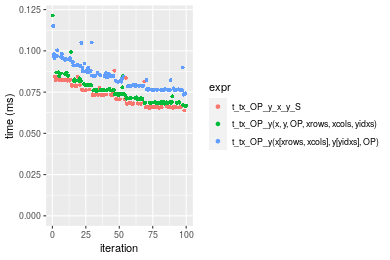 0.125
0.100
0.075
0.050
0.025
0.000
time (ms)
0 25 50 75 100
iteration
expr
t_tx_OP_y_x_y_S
t_tx_OP_y(x, y, OP, xrows, xcols, yidxs)
t_tx_OP_y(x[xrows, xcols], y[yidxs], OP)